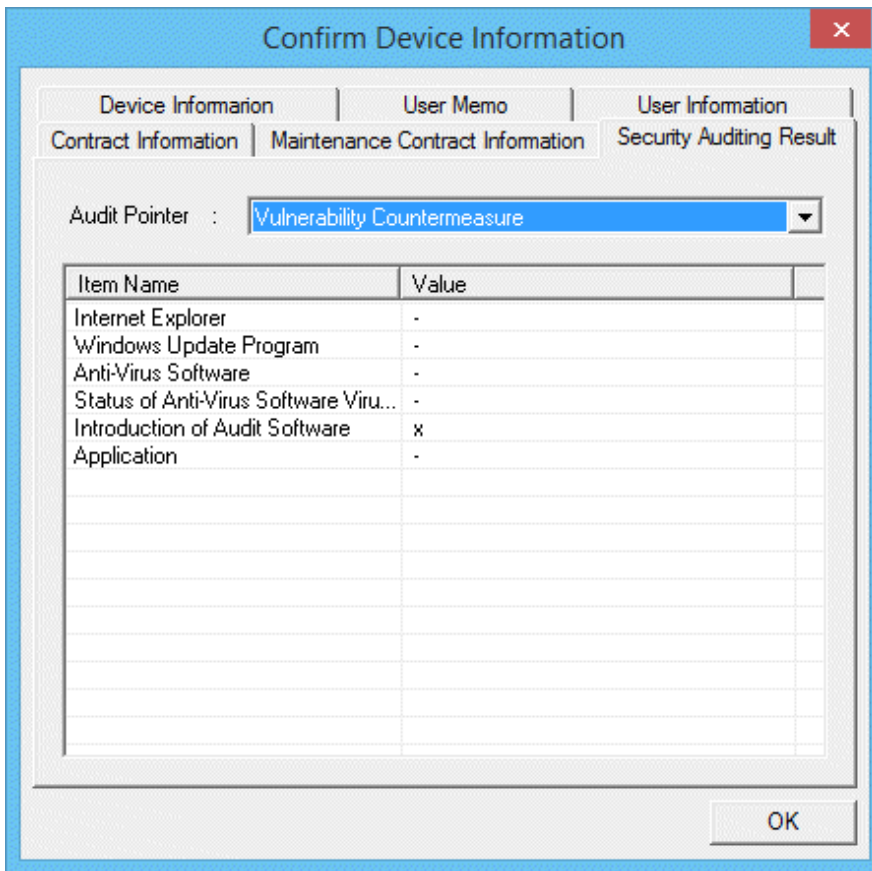 Confirm Device Information
Device Informarion User Memo User Information
Contract Information Maintenance Contract Information Security Auditing Result
Audit Pointer : Vulnerability Countermeasure
Item Name Value
Internet Explorer -
Windows Update Program -
Anti-Virus Software -
Status of Anti-Virus Software Viru... -
Introduction of Audit Software x
Application -
OK